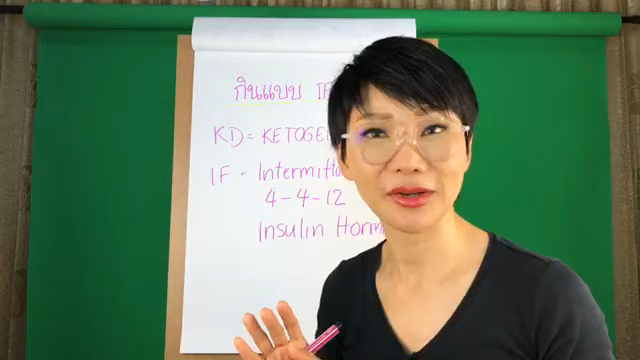 กินแบบ IF
KD = KETOGE
IF - Intermitt
4-4-12
Insulin Horm